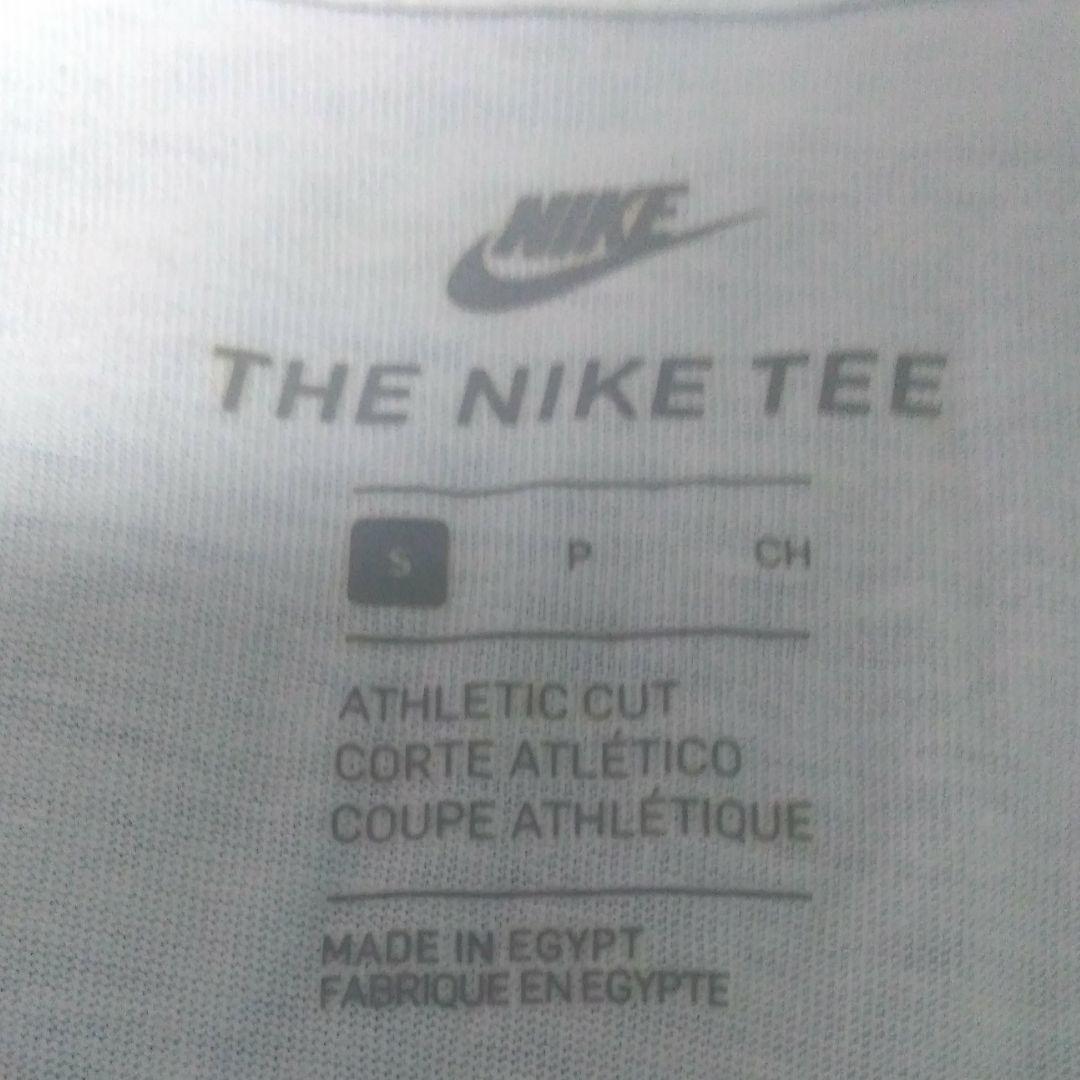 NIKE
THE NIKE TEE
S P CH
ATHLETIC CUT
CORTE ATLÉTICO
COUPE ATHLÉTIQUE
MADE IN EGYPT
FABRIQUE EN EGYPTE